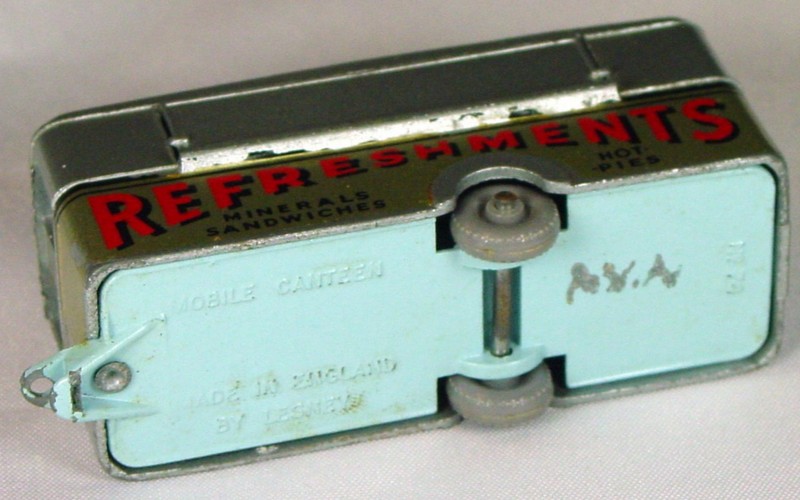 REFRESHMENTS
MINERALS
SANDWICHES
HOT-
-PIES
MOBILE CANTEEN
MADE IN ENGLAND
BY LESNEY